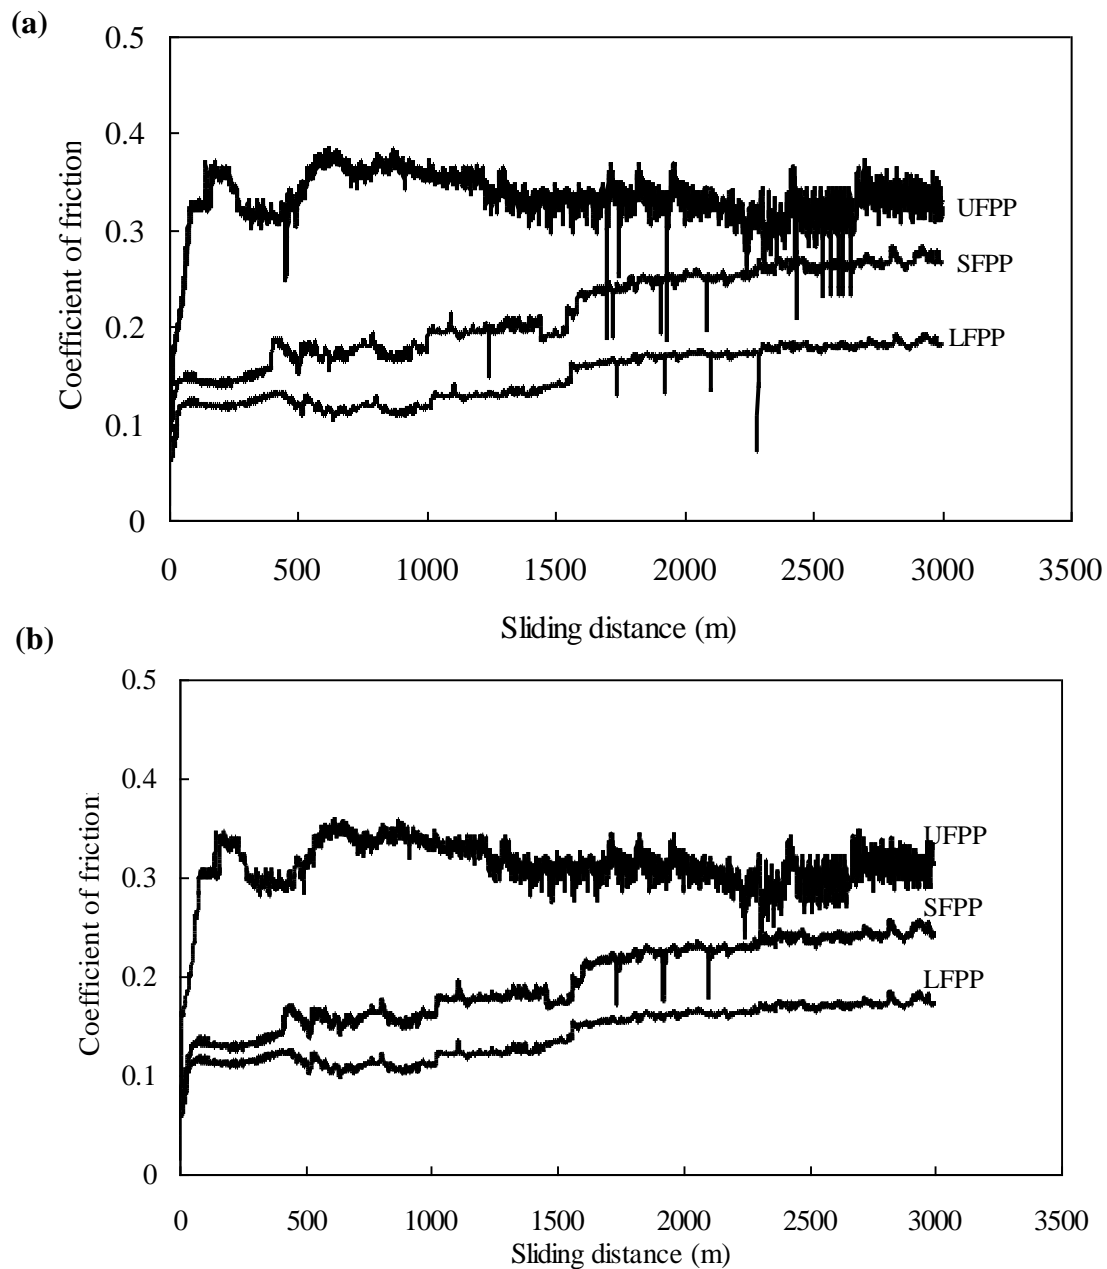 (a)
0.5
0.4
0.3
0.2
0.1
0
Coefficient of friction
UFPP
SFPP
LFPP
0 500 1000 1500 2000 2500 3000 3500
Sliding distance (m)
(b)
0.5
0.4
0.3
0.2
0.1
0
Coefficient of friction
UFPP
SFPP
LFPP
0 500 1000 1500 2000 2500 3000 3500
Sliding distance (m)